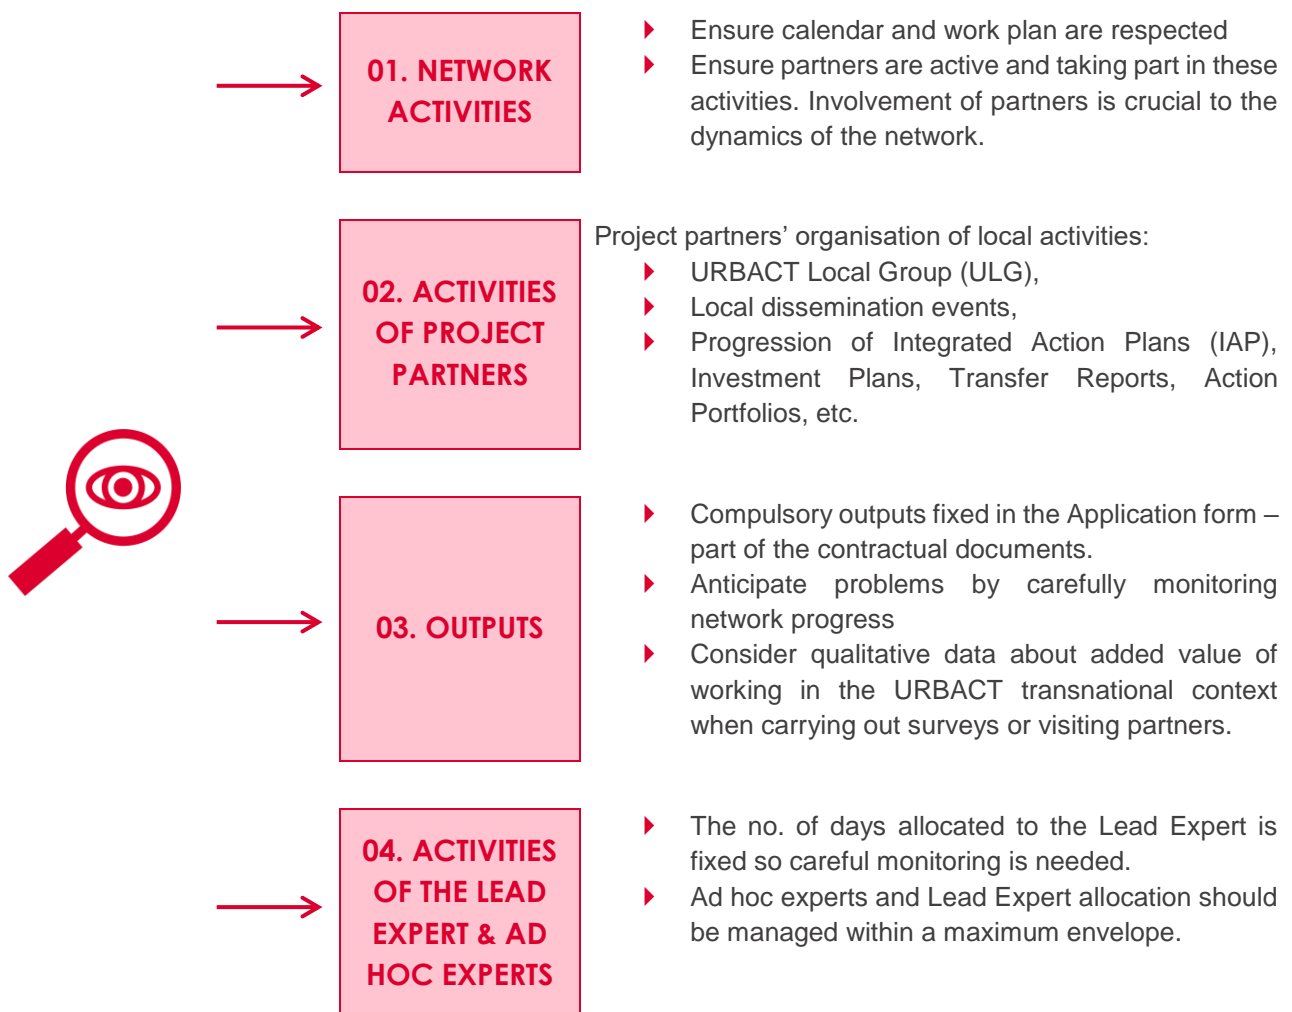 01. NETWORK
ACTIVITIES
Ensure calendar and work plan are respected
Ensure partners are active and taking part in these
activities. Involvement of partners is crucial to the
dynamics of the network.
02. ACTIVITIES
OF PROJECT
PARTNERS
Project partners’ organisation of local activities:
URBACT Local Group (ULG),
Local dissemination events,
Progression of Integrated Action Plans (IAP),
Investment Plans, Transfer Reports, Action
Portfolios, etc.
03. OUTPUTS
Compulsory outputs fixed in the Application form –
part of the contractual documents.
Anticipate problems by carefully monitoring
network progress
Consider qualitative data about added value of
working in the URBACT transnational context
when carrying out surveys or visiting partners.
04. ACTIVITIES
OF THE LEAD
EXPERT & AD
HOC EXPERTS
The no. of days allocated to the Lead Expert is
fixed so careful monitoring is needed.
Ad hoc experts and Lead Expert allocation should
be managed within a maximum envelope.